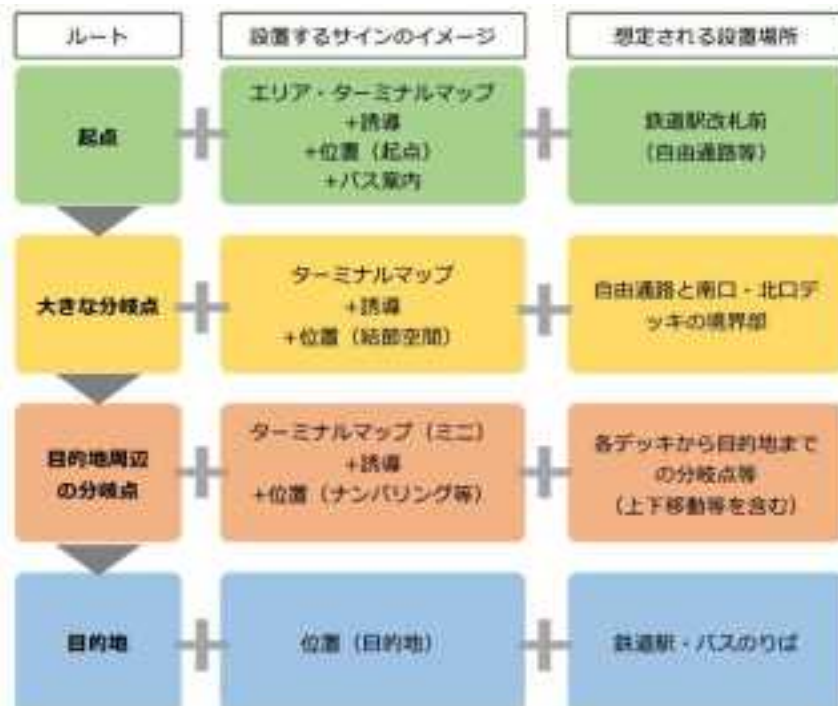 ルート
設置するサインのイメージ
想定される設置場所
起点
エリア・ターミナルマップ
+誘導
+位置（起点）
+バス案内
鉄道駅改札前
（自由通路等）
大きな分岐点
ターミナルマップ
+誘導
+位置（結節空間）
自由通路と南口・北口デ
ッキの境界部
目的地周辺
の分岐点
ターミナルマップ（ミニ）
+誘導
+位置（ナンバリング等）
各デッキから目的地まで
の分岐点等
（上下移動等を含む）
目的地
位置（目的地）
鉄道駅・バスのりば